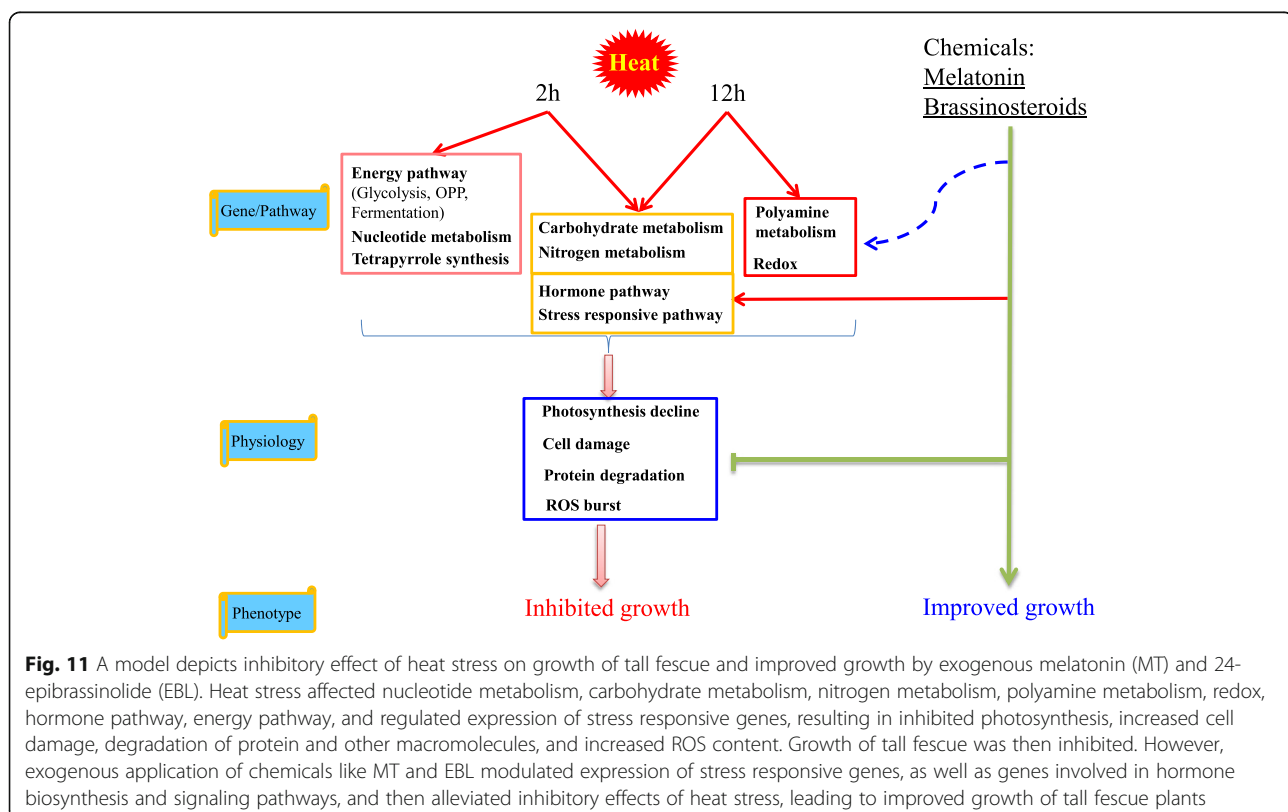 Heat
2h
12h
Chemicals:
Melatonin
Brassinosteroids
Gene/Pathway
Energy pathway
(Glycolysis, OPP,
Fermentation)
Nucleotide metabolism
Tetrapyrrole synthesis
Carbohydrate metabolism
Nitrogen metabolism
Hormone pathway
Stress responsive pathway
Polyamine
metabolism
Redox
Physiology
Photosynthesis decline
Cell damage
Protein degradation
ROS burst
Phenotype
Inhibited growth
Improved growth
Fig. 11 A model depicts inhibitory effect of heat stress on growth of tall fescue and improved growth by exogenous melatonin (MT) and 24-
epibrassinolide (EBL). Heat stress affected nucleotide metabolism, carbohydrate metabolism, nitrogen metabolism, polyamine metabolism, redox,
hormone pathway, energy pathway, and regulated expression of stress responsive genes, resulting in inhibited photosynthesis, increased cell
damage, degradation of protein and other macromolecules, and increased ROS content. Growth of tall fescue was then inhibited. However,
exogenous application of chemicals like MT and EBL modulated expression of stress responsive genes, as well as genes involved in hormone
biosynthesis and signaling pathways, and then alleviated inhibitory effects of heat stress, leading to improved growth of tall fescue plants